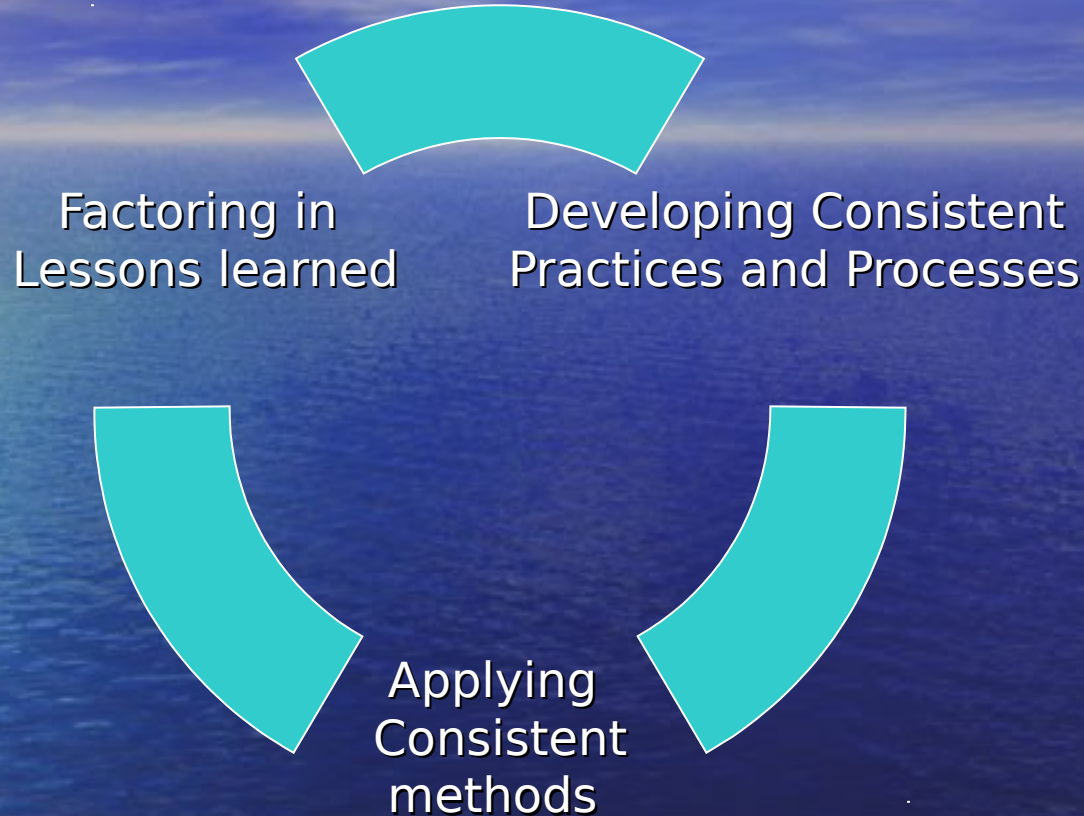 Factoring in
Lessons learned
Developing Consistent
Practices and Processes
Applying
Consistent
methods